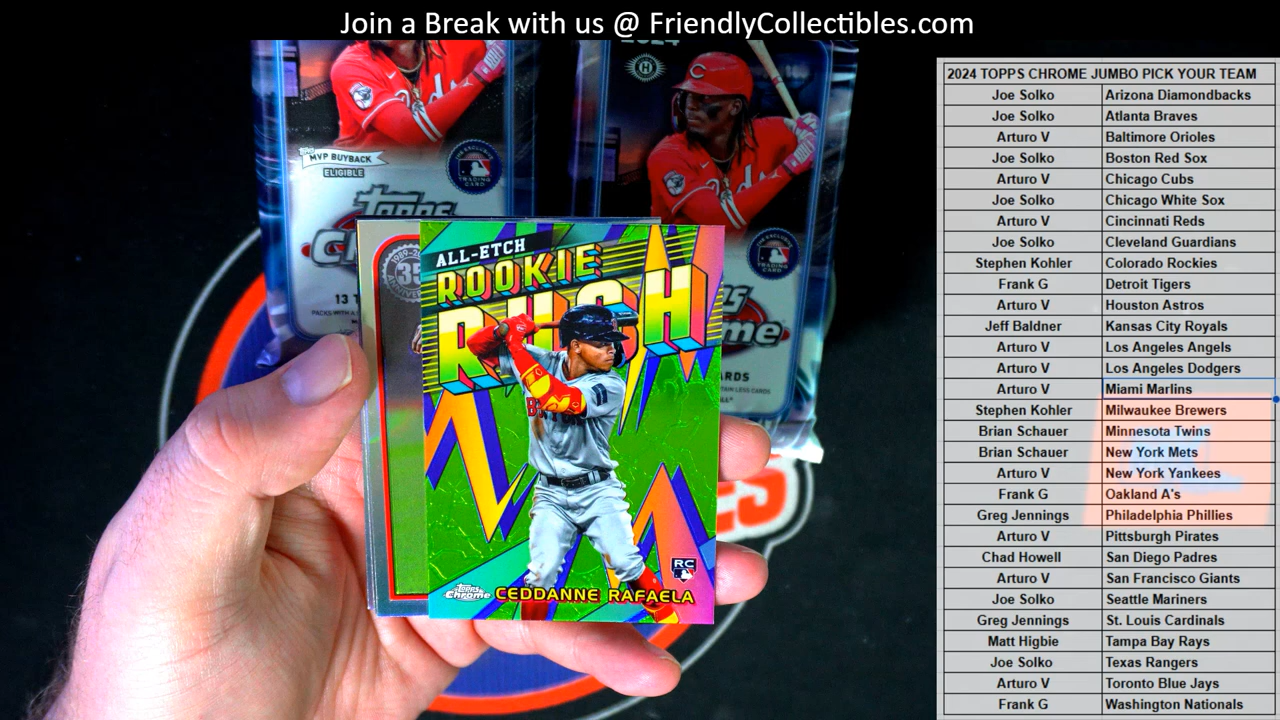 Join a Break with us @ FriendlyCollectibles.com
2024
MVP BUYBACK
ELIGIBLE
Topps
ALL-ETCH
ROOKIE
RUSH
RC
Topps
Chrome
CEDDANNE RAFAELA
2024 TOPPS CHROME JUMBO PICK YOUR TEAM
Joe Solko Arizona Diamondbacks
Joe Solko Atlanta Braves
Arturo V Baltimore Orioles
Joe Solko Boston Red Sox
Arturo V Chicago Cubs
Joe Solko Chicago White Sox
Arturo V Cincinnati Reds
Joe Solko Cleveland Guardians
Stephen Kohler Colorado Rockies
Frank G Detroit Tigers
Arturo V Houston Astros
Jeff Baldner Kansas City Royals
Arturo V Los Angeles Angels
Arturo V Los Angeles Dodgers
Arturo V Miami Marlins
Stephen Kohler Milwaukee Brewers
Brian Schauer Minnesota Twins
Brian Schauer New York Mets
Arturo V New York Yankees
Frank G Oakland A's
Greg Jennings Philadelphia Phillies
Arturo V Pittsburgh Pirates
Chad Howell San Diego Padres
Arturo V San Francisco Giants
Joe Solko Seattle Mariners
Greg Jennings St. Louis Cardinals
Matt Higbie Tampa Bay Rays
Joe Solko Texas Rangers
Arturo V Toronto Blue Jays
Frank G Washington Nationals